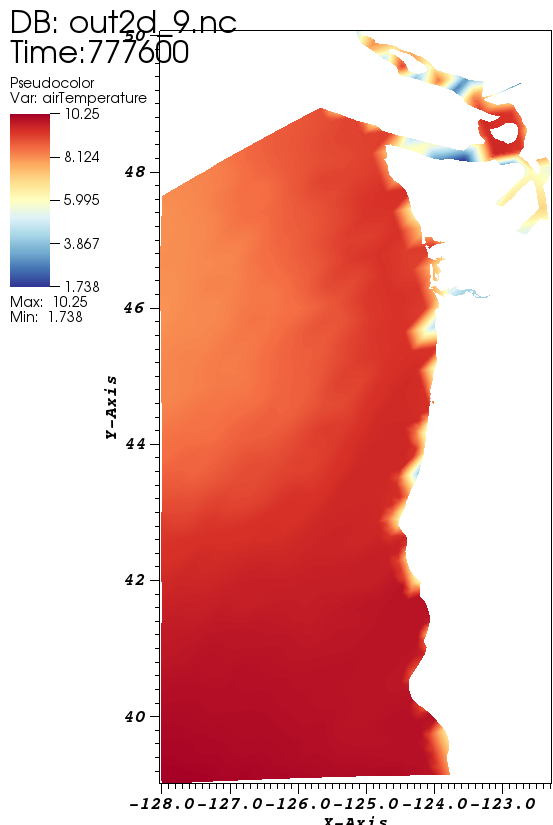 DB: out2d_9.nc
Time:777600
Pseudocolor
Var: airTemperature
10.25
8.124
5.995
3.867
1.738
Max: 10.25
Min: 1.738
50
48
46
44
42
40
Y-Axis
-128.0 -127.0 -126.0 -125.0 -124.0 -123.0
X-Axis